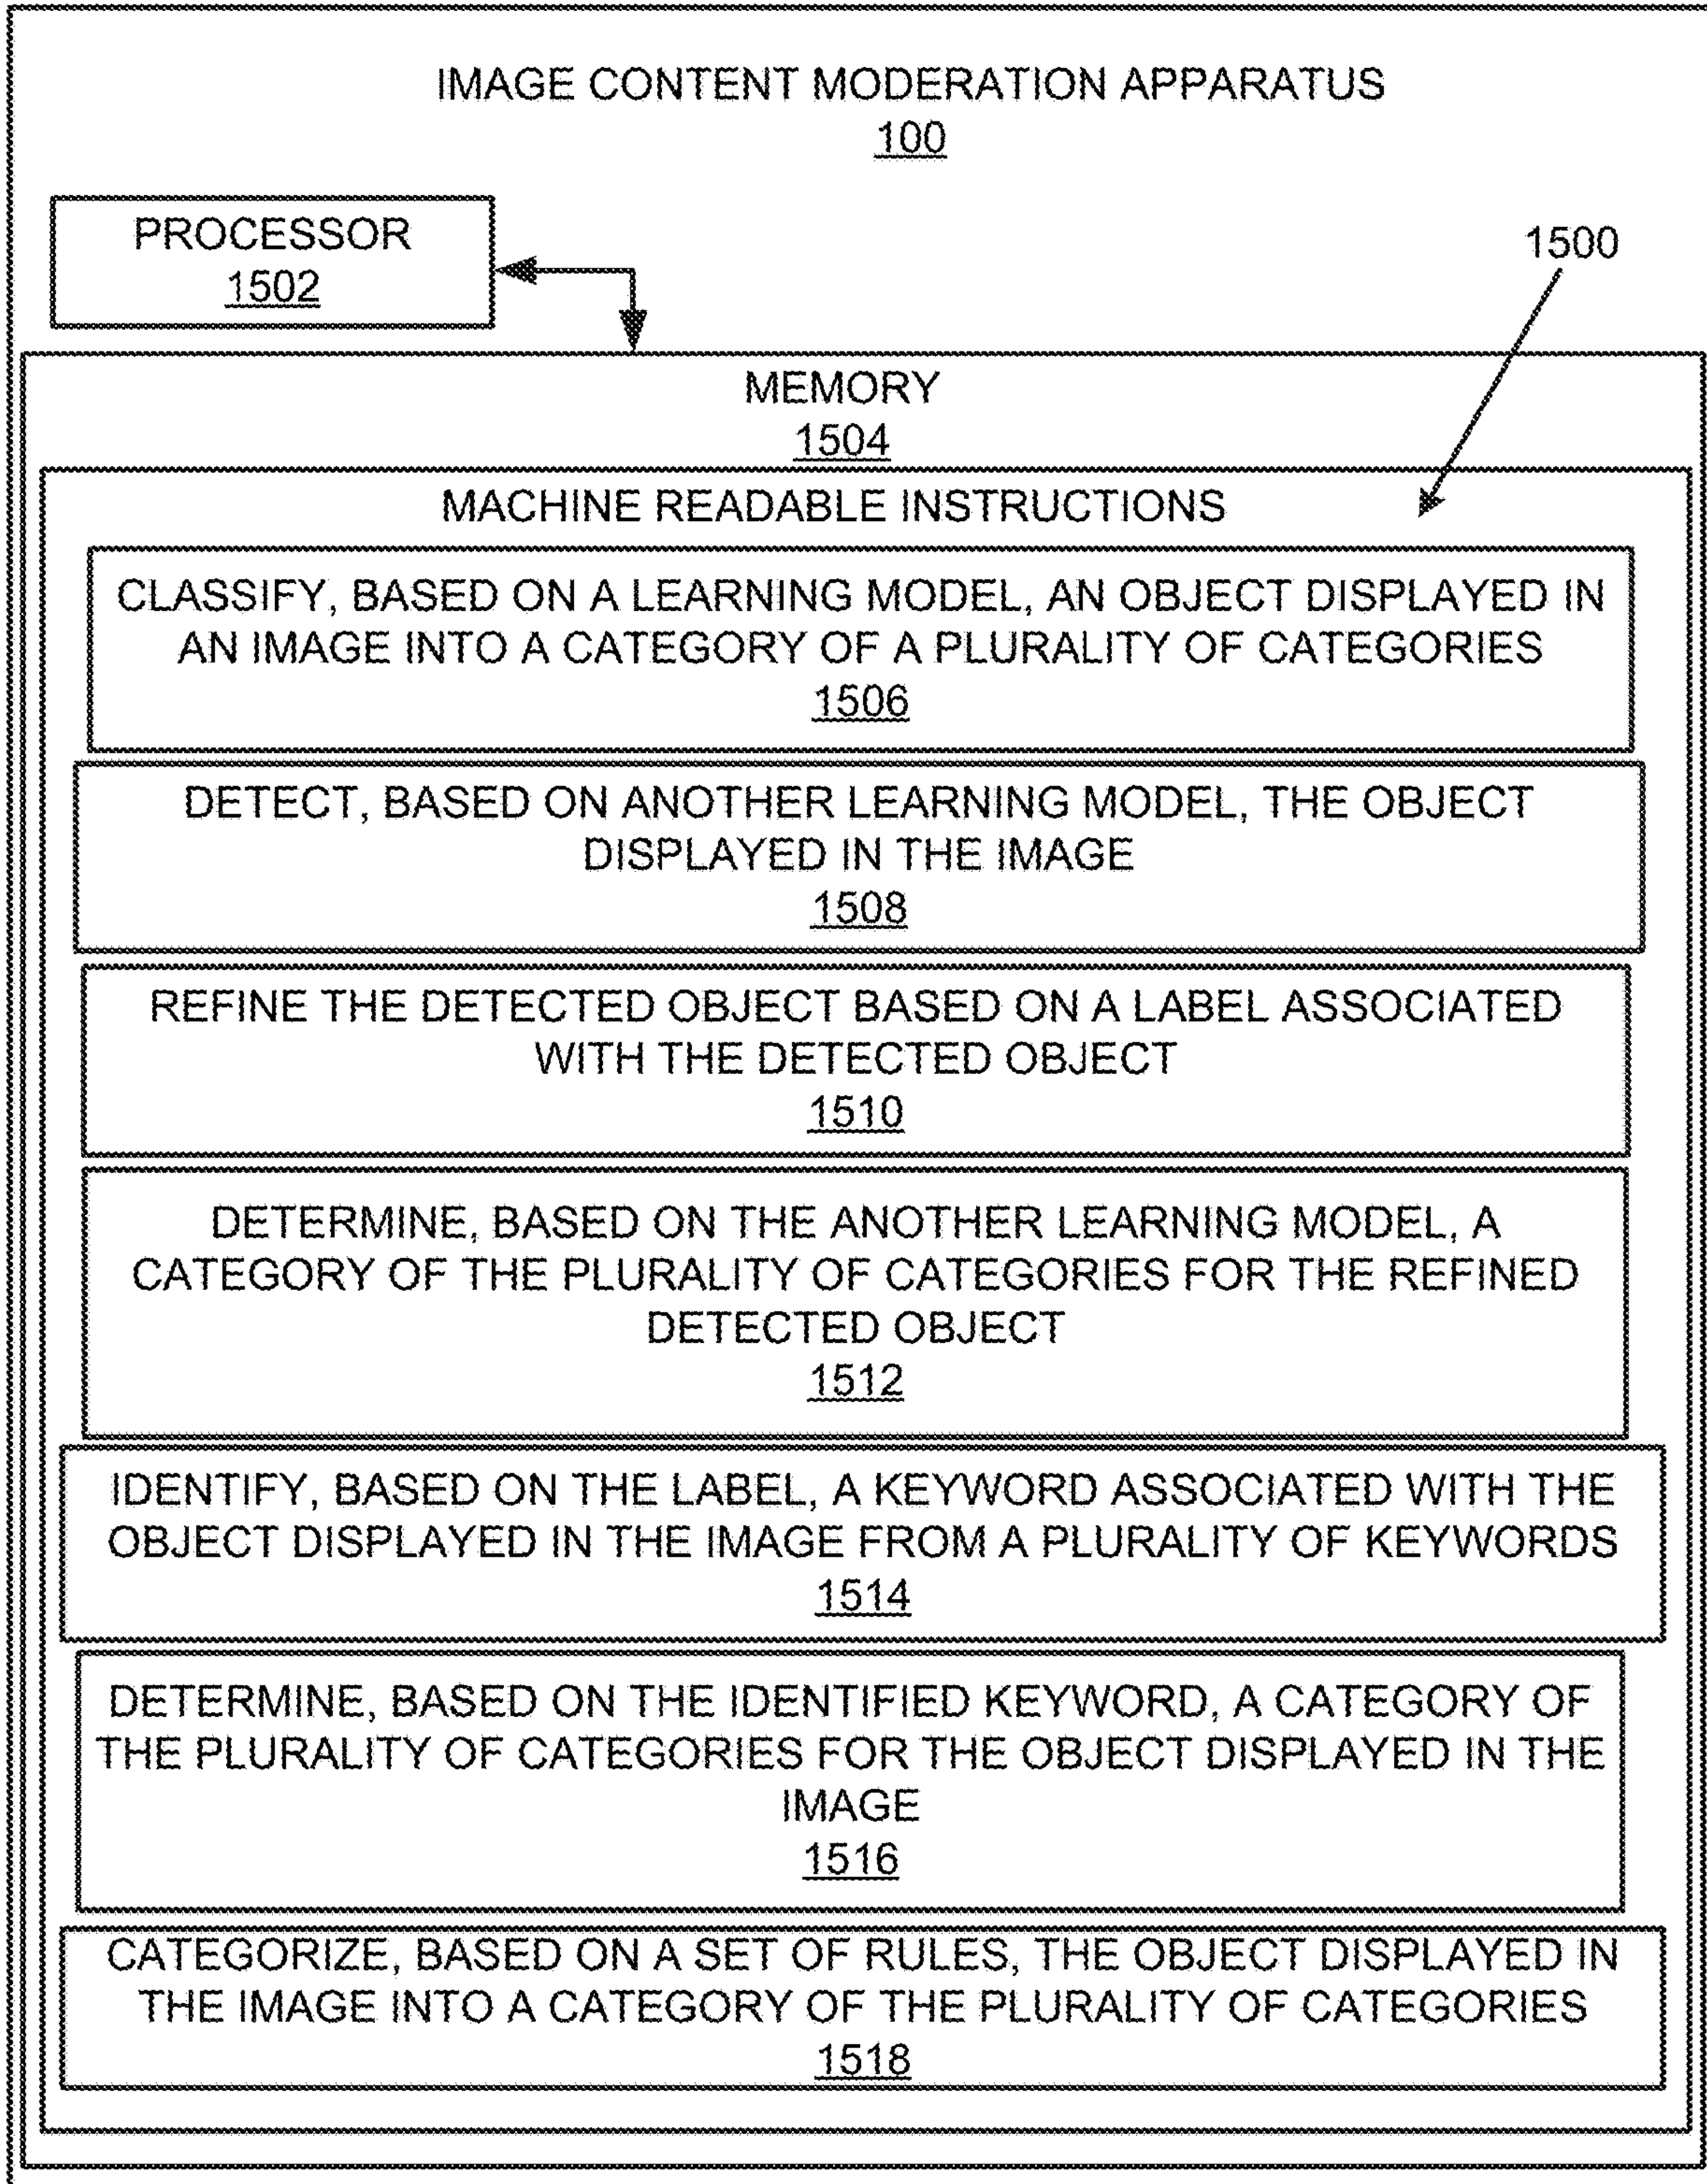 IMAGE CONTENT MODERATION APPARATUS
100
PROCESSOR
1502
1500
MEMORY
1504
MACHINE READABLE INSTRUCTIONS
CLASSIFY, BASED ON A LEARNING MODEL, AN OBJECT DISPLAYED IN
AN IMAGE INTO A CATEGORY OF A PLURALITY OF CATEGORIES
1506
DETECT, BASED ON ANOTHER LEARNING MODEL, THE OBJECT
DISPLAYED IN THE IMAGE
1508
REFINE THE DETECTED OBJECT BASED ON A LABEL ASSOCIATED
WITH THE DETECTED OBJECT
1510
DETERMINE, BASED ON THE ANOTHER LEARNING MODEL, A
CATEGORY OF THE PLURALITY OF CATEGORIES FOR THE REFINED
DETECTED OBJECT
1512
IDENTIFY, BASED ON THE LABEL, A KEYWORD ASSOCIATED WITH THE
OBJECT DISPLAYED IN THE IMAGE FROM A PLURALITY OF KEYWORDS
1514
DETERMINE, BASED ON THE IDENTIFIED KEYWORD, A CATEGORY OF
THE PLURALITY OF CATEGORIES FOR THE OBJECT DISPLAYED IN THE
IMAGE
1516
CATEGORIZE, BASED ON A SET OF RULES, THE OBJECT DISPLAYED IN
THE IMAGE INTO A CATEGORY OF THE PLURALITY OF CATEGORIES
1518